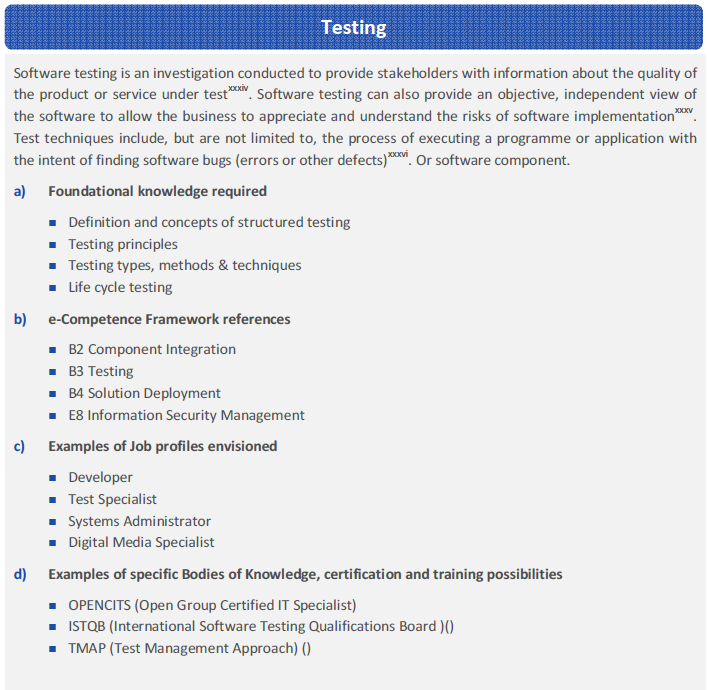 Testing
Software testing is an investigation conducted to provide stakeholders with information about the quality of
the product or service under testxxxiv. Software testing can also provide an objective, independent view of
the software to allow the business to appreciate and understand the risks of software implementationxxxv.
Test techniques include, but are not limited to, the process of executing a programme or application with
the intent of finding software bugs (errors or other defects)xxxvi. Or software component.
a) Foundational knowledge required
■ Definition and concepts of structured testing
■ Testing principles
■ Testing types, methods & techniques
■ Life cycle testing
b) e-Competence Framework references
■ B2 Component Integration
■ B3 Testing
■ B4 Solution Deployment
■ E8 Information Security Management
c) Examples of Job profiles envisioned
■ Developer
■ Test Specialist
■ Systems Administrator
■ Digital Media Specialist
d) Examples of specific Bodies of Knowledge, certification and training possibilities
■ OPENCITS (Open Group Certified IT Specialist)
■ ISTQB (International Software Testing Qualifications Board )()
■ TMAP (Test Management Approach) ()